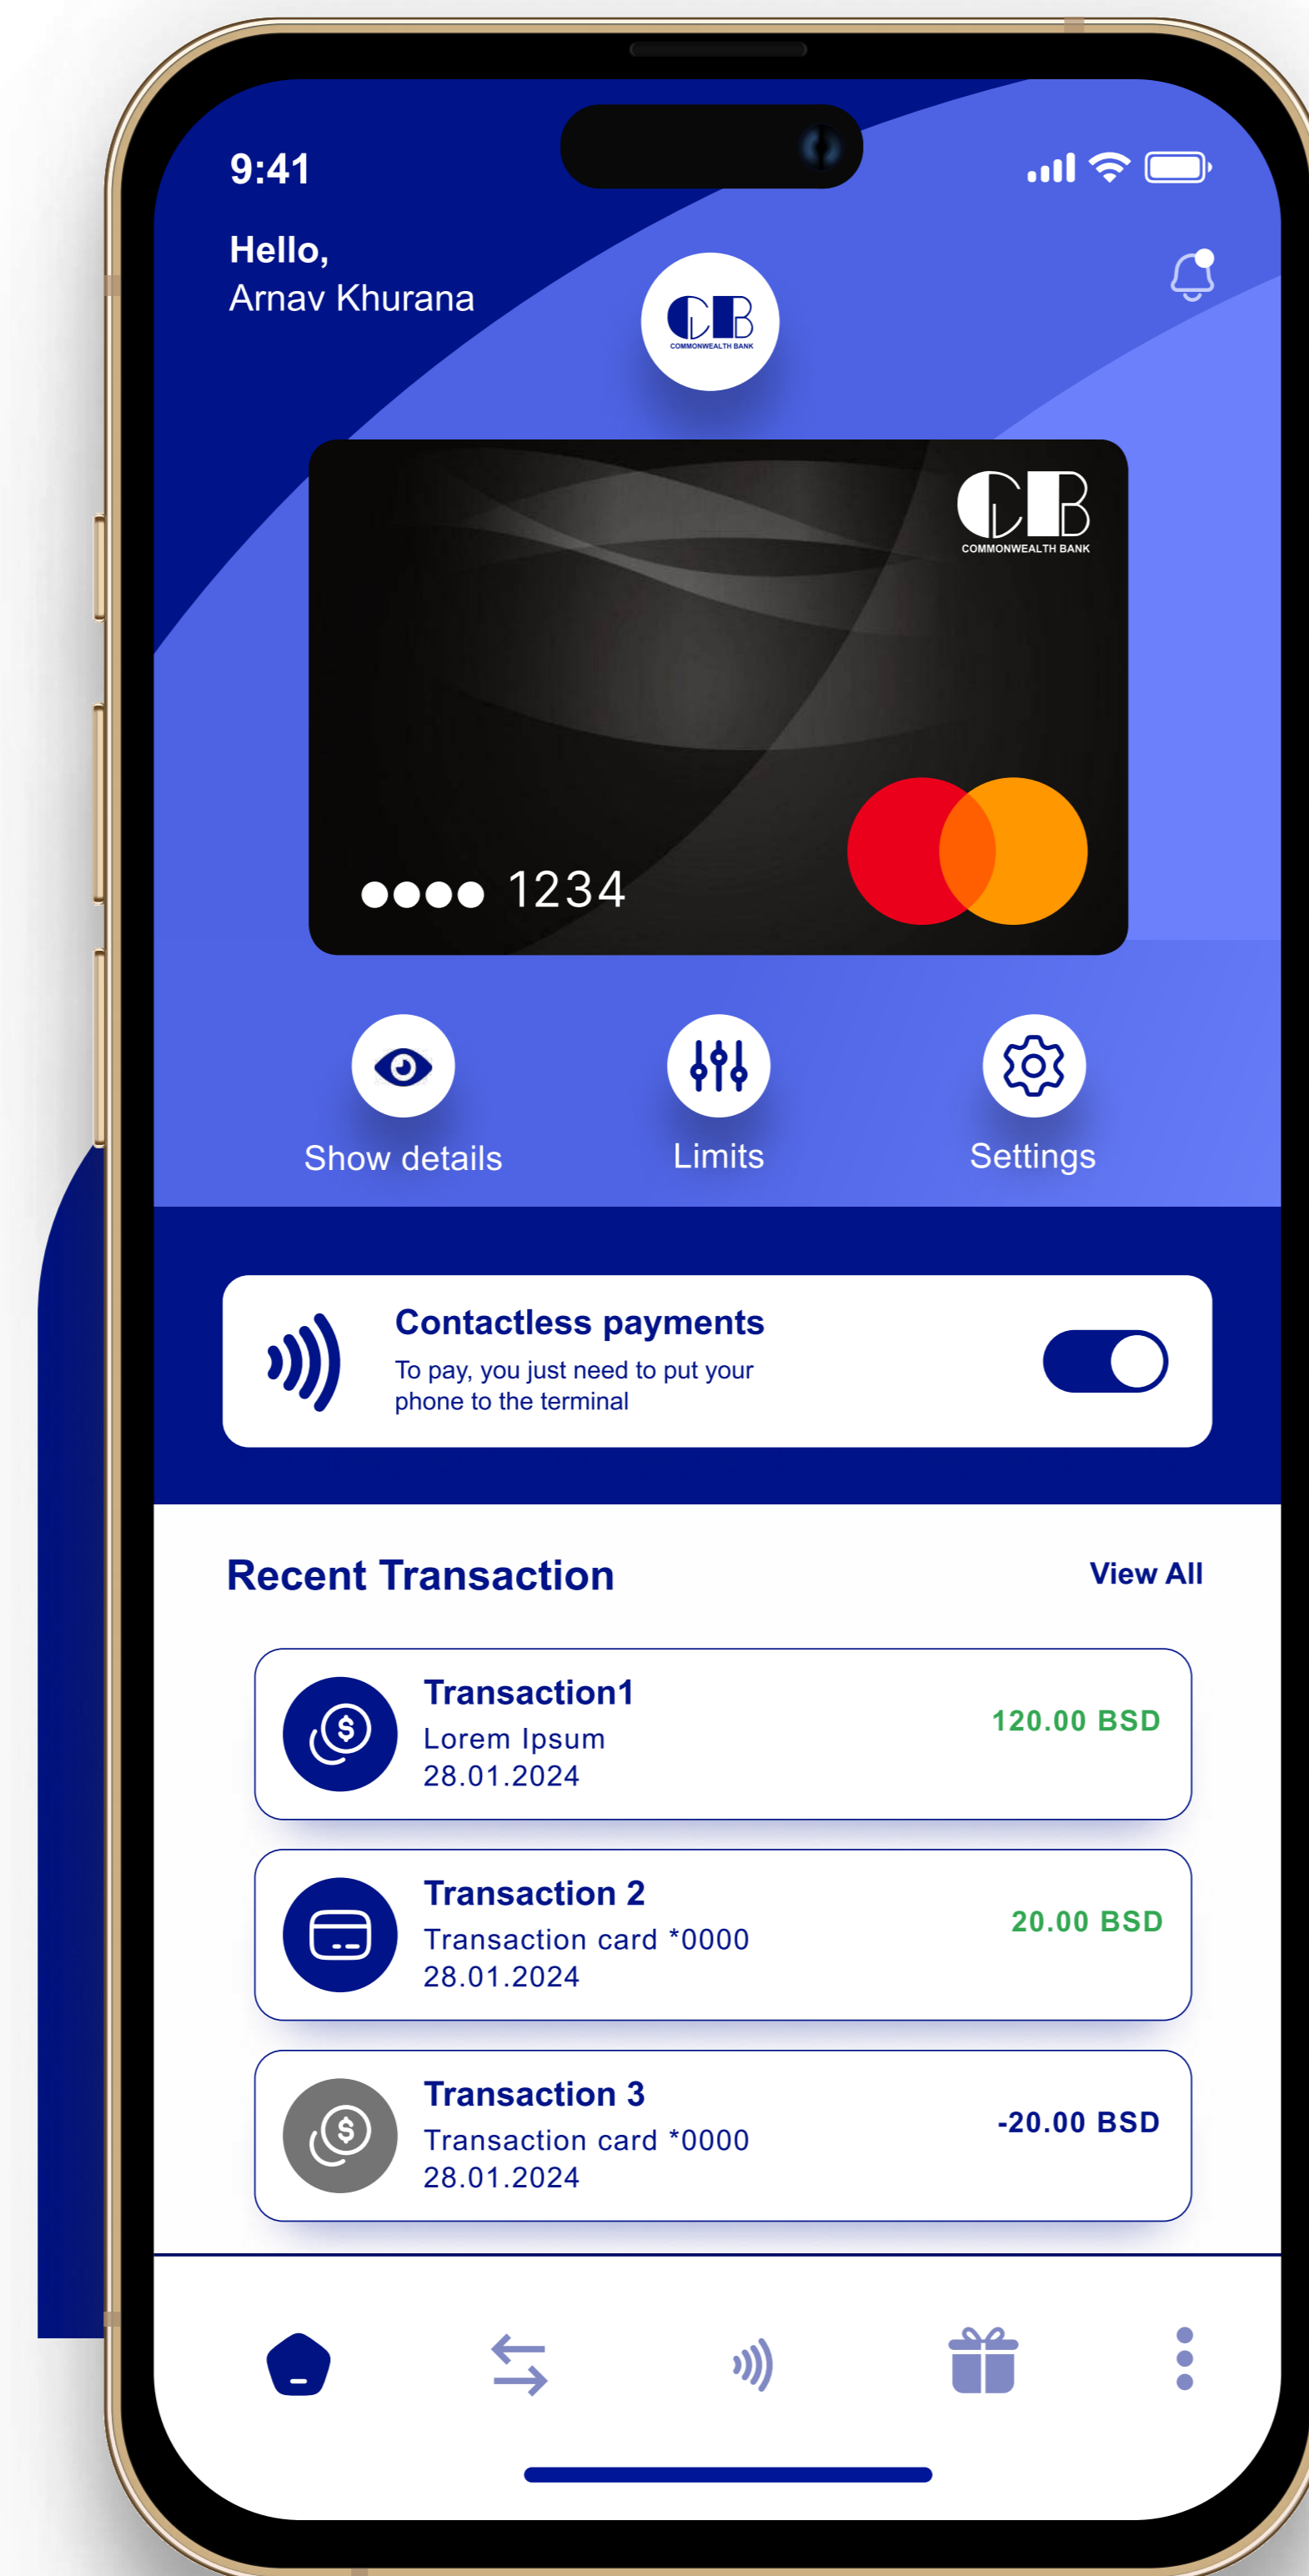 9:41
Hello,
Arnav Khurana
CB
COMMONWEALTH BANK
CB
COMMONWEALTH BANK
1234
Show details
Limits
Settings
Contactless payments
To pay, you just need to put your
phone to the terminal
Recent Transaction
View All
Transaction1
Lorem Ipsum
28.01.2024
120.00 BSD
Transaction 2
Transaction card *0000
28.01.2024
20.00 BSD
Transaction 3
Transaction card *0000
28.01.2024
-20.00 BSD